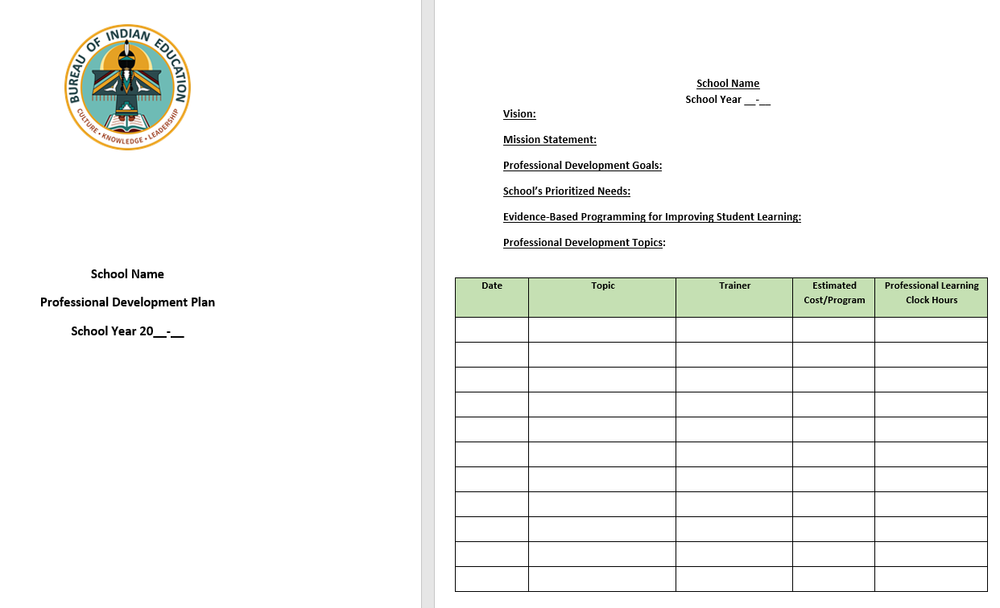 BUREAU OF INDIAN EDUCATION
CULTURE • KNOWLEDGE • LEADERSHIP
School Name
Professional Development Plan
School Year 20__-__
School Name
School Year __-__
Vision:
Mission Statement:
Professional Development Goals:
School’s Prioritized Needs:
Evidence-Based Programming for Improving Student Learning:
Professional Development Topics:
Date Topic Trainer Estimated Professional Learning
Cost/Program Clock Hours